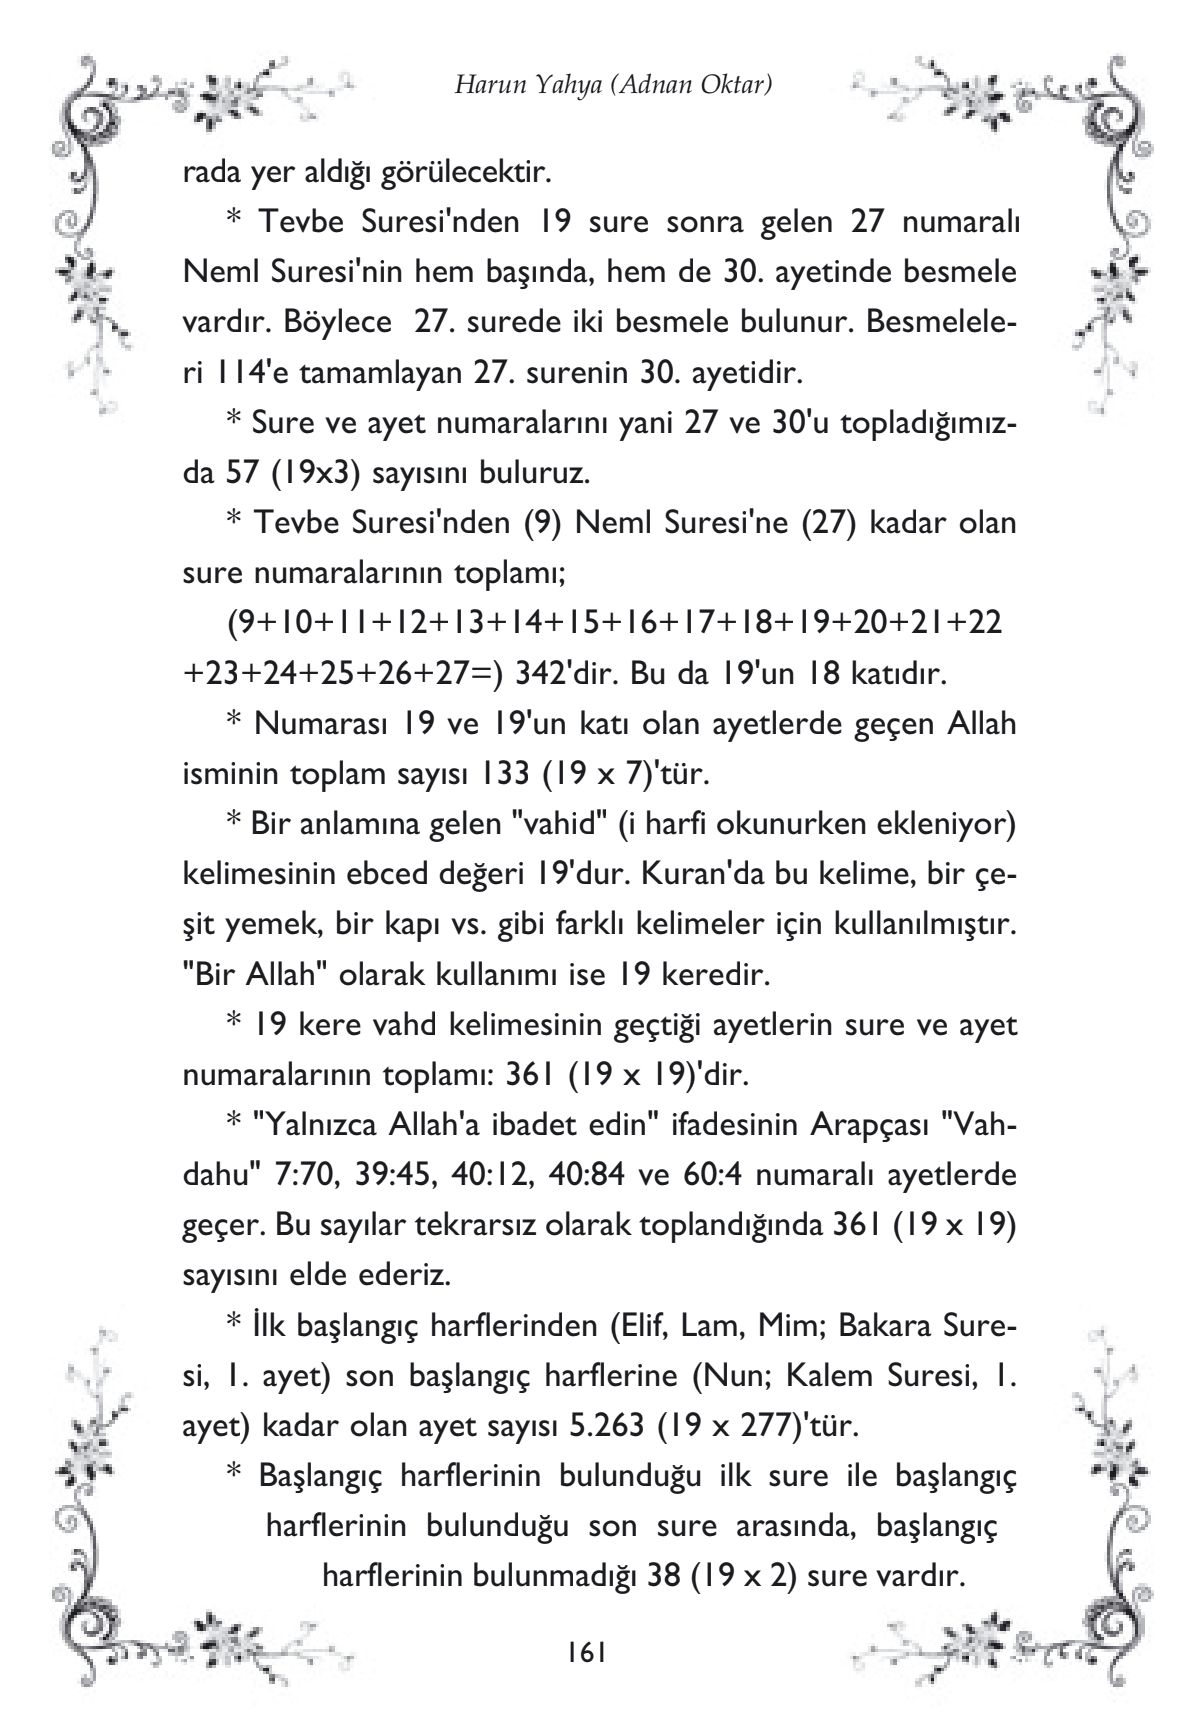 Harun Yahya (Adnan Oktar)
rada yer aldığı görülecektir.
* Tevbe Suresi'nden 19 sure sonra gelen 27 numaralı
Neml Suresi'nin hem başında, hem de 30. ayetinde besmele
vardır. Böylece 27. surede iki besmele bulunur. Besmelele-
ri 114'e tamamlayan 27. surenin 30. ayetidir.
* Sure ve ayet numaralarını yani 27 ve 30'u topladığımız-
da 57 (19x3) sayısını buluruz.
* Tevbe Suresi'nden (9) Neml Suresi'ne (27) kadar olan
sure numaralarının toplamı;
(9+10+11+12+13+14+15+16+17+18+19+20+21+22
+23+24+25+26+27=) 342'dir. Bu da 19'un 18 katıdır.
* Numarası 19 ve 19'un katı olan ayetlerde geçen Allah
isminin toplam sayısı 133 (19 x 7)'tür.
* Bir anlamına gelen "vahid" (i harfi okunurken ekleniyor)
kelimesinin ebced değeri 19'dur. Kuran'da bu kelime, bir çe-
şit yemek, bir kapı vs. gibi farklı kelimeler için kullanılmıştır.
"Bir Allah" olarak kullanımı ise 19 keredir.
* 19 kere vahd kelimesinin geçtiği ayetlerin sure ve ayet
numaralarının toplamı: 361 (19 x 19)'dir.
* "Yalnızca Allah'a ibadet edin" ifadesinin Arapçası "Vah-
dahu" 7:70, 39:45, 40:12, 40:84 ve 60:4 numaralı ayetlerde
geçer. Bu sayılar tekrarsız olarak toplandığında 361 (19 x 19)
sayısını elde ederiz.
* İlk başlangıç harflerinden (Elif, Lam, Mim; Bakara Sure-
si, 1. ayet) son başlangıç harflerine (Nun; Kalem Suresi, 1.
ayet) kadar olan ayet sayısı 5.263 (19 x 277)'tür.
* Başlangıç harflerinin bulunduğu ilk sure ile başlangıç
harflerinin bulunduğu son sure arasında, başlangıç
harflerinin bulunmadığı 38 (19 x 2) sure vardır.
161